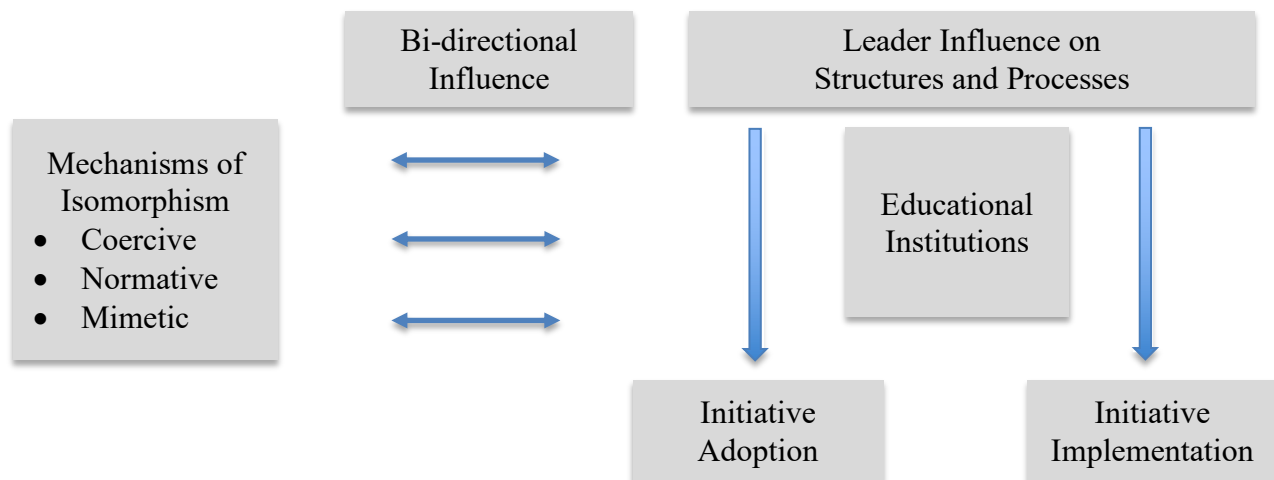 Bi-directional
Influence
Leader Influence on
Structures and Processes
Mechanisms of
Isomorphism
• Coercive
• Normative
• Mimetic
Educational
Institutions
Initiative
Adoption
Initiative
Implementation